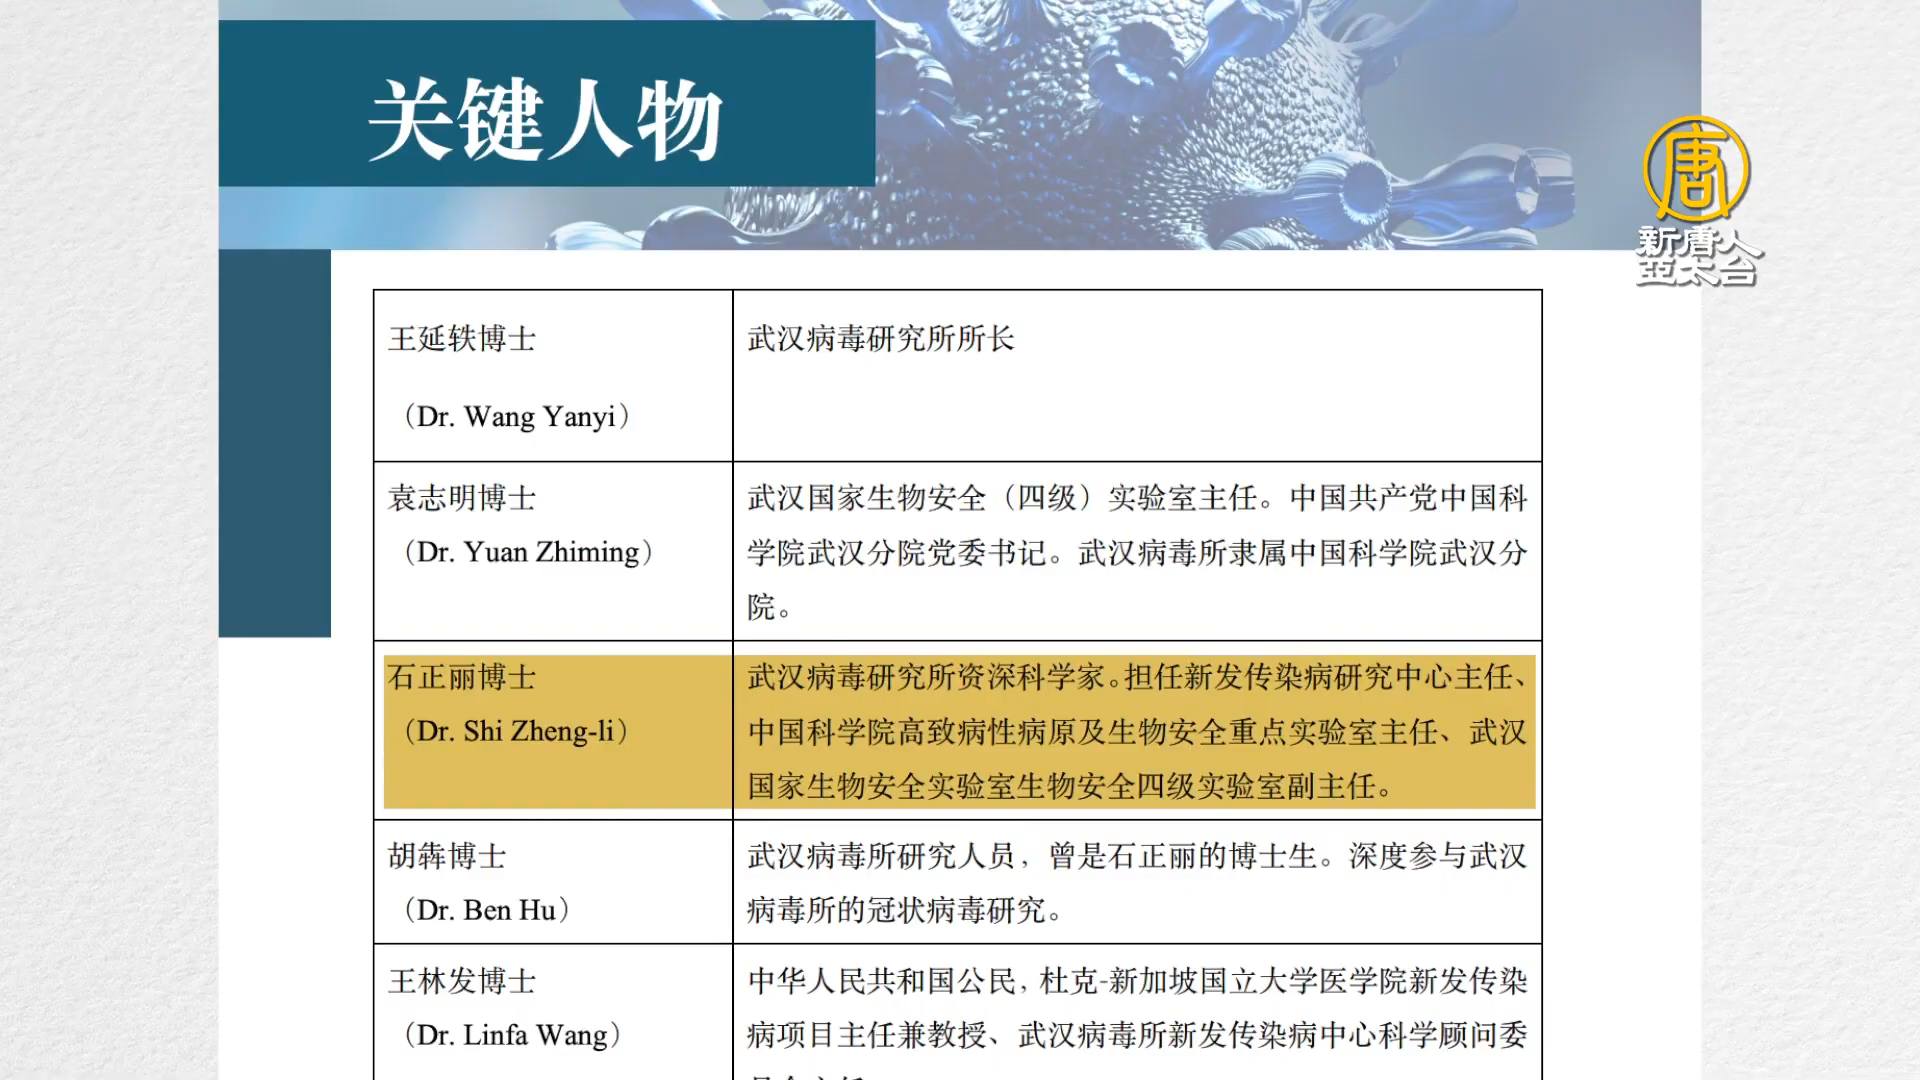 关键人物
唐
新唐人
亞太台
王延轶博士
（Dr. Wang Yanyi）
武汉病毒研究所所长
袁志明博士
（Dr. Yuan Zhiming）
武汉国家生物安全（四级）实验室主任。中国共产党中国科
学院武汉分院党委书记。武汉病毒所隶属中国科学院武汉分
院。
石正丽博士
（Dr. Shi Zheng-li）
武汉病毒研究所资深科学家。担任新发传染病研究中心主任、
中国科学院高致病性病原及生物安全重点实验室主任、武汉
国家生物安全实验室生物安全四级实验室副主任。
胡犇博士
（Dr. Ben Hu）
武汉病毒所研究人员，曾是石正丽的博士生。深度参与武汉
病毒所的冠状病毒研究。
王林发博士
（Dr. Linfa Wang）
中华人民共和国公民，杜克-新加坡国立大学医学院新发传染
病项目主任兼教授、武汉病毒所新发传染病中心科学顾问委